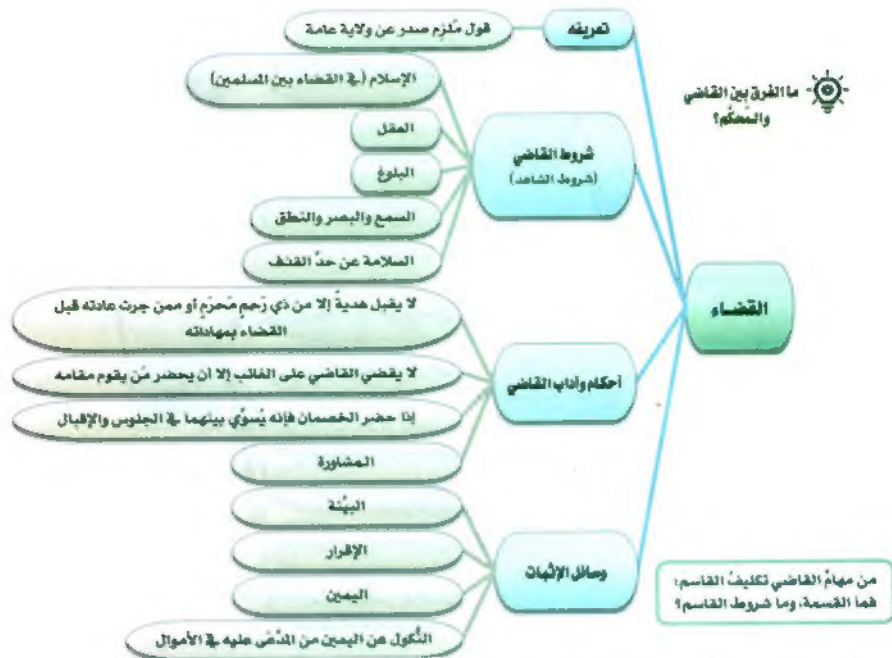 القضاء
تعريفه
قول مُلزِم صدر عن ولاية عامة
ما الفرق بين القاضي
والمُحكَّم؟
شروط القاضي
(شروط الشاهد)
الإسلام (في القضاء بين المسلمين)
العقل
البلوغ
السمع والبصر والنطق
السلامة عن حدِّ القذف
أحكام وآداب القاضي
لا يقبل هديةً إلا من ذي رَحِمٍ مَحرَمٍ أو ممن جرت عادته قبل
القضاء بمهاداته
لا يقضي القاضي على الغائب إلا أن يحضر مَن يقوم مقامه
إذا حضر الخصمان فإنه يُسوِّي بينهما في الجلوس والإقبال
المشاورة
وسائل الإثبات
البيِّنة
الإقرار
اليمين
النُّكول عن اليمين من المدَّعى عليه في الأموال
من مهامِّ القاضي تكليفُ القاسم؛
فما القسمة، وما شروط القاسم؟